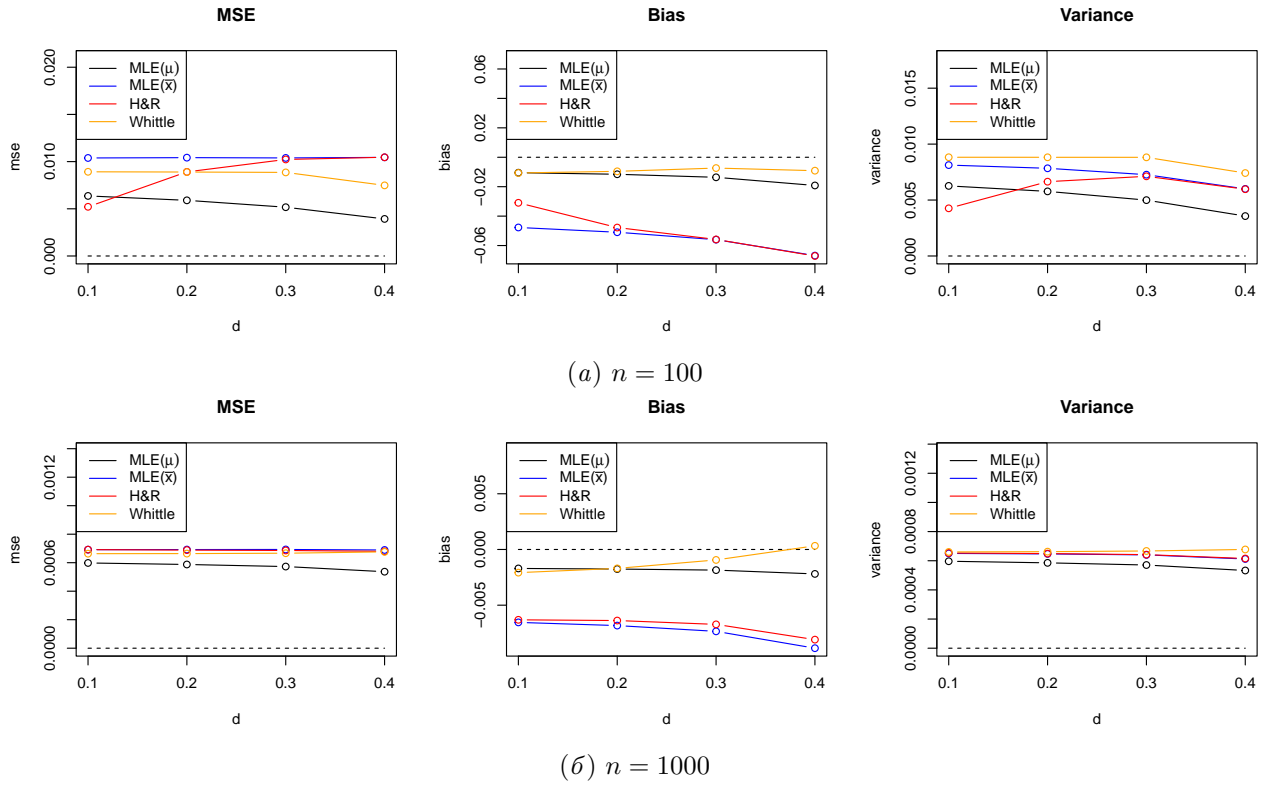 MSE
mse
0.000
0.010
0.020
MLE(μ)
MLE(x̅)
H&R
Whittle
0.1 0.2 0.3 0.4
d
Bias
bias
−0.06
−0.02
0.02
0.06
MLE(μ)
MLE(x̅)
H&R
Whittle
0.1 0.2 0.3 0.4
d
Variance
variance
0.000
0.005
0.010
0.015
MLE(μ)
MLE(x̅)
H&R
Whittle
0.1 0.2 0.3 0.4
d
(а) n = 100
MSE
mse
0.0000
0.0006
0.0012
MLE(μ)
MLE(x̅)
H&R
Whittle
0.1 0.2 0.3 0.4
d
Bias
bias
−0.005
0.000
0.005
MLE(μ)
MLE(x̅)
H&R
Whittle
0.1 0.2 0.3 0.4
d
Variance
variance
0.0000
0.0004
0.0008
0.0012
MLE(μ)
MLE(x̅)
H&R
Whittle
0.1 0.2 0.3 0.4
d
(б) n = 1000